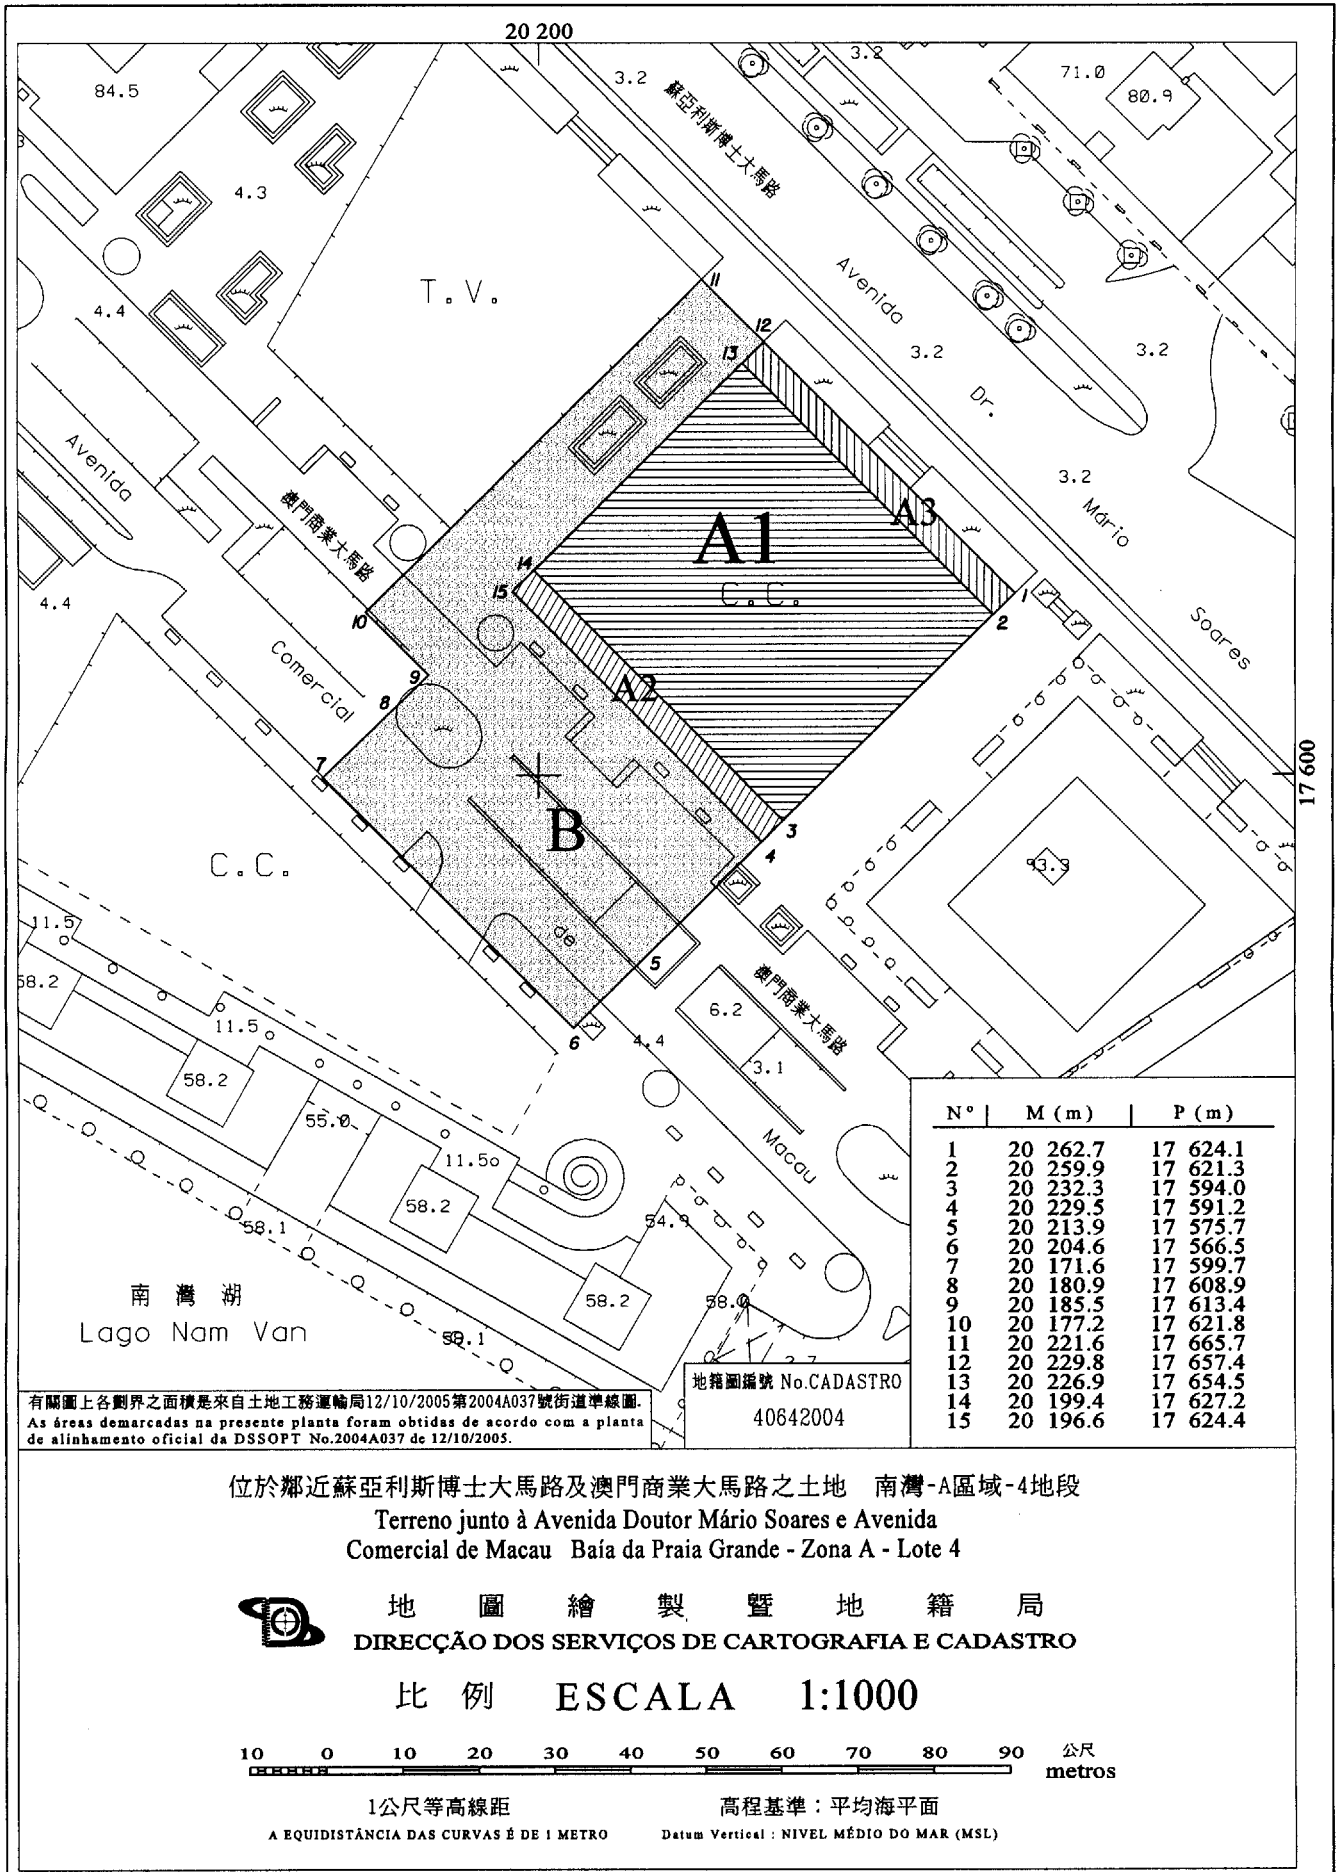 20 200
84.5
3.2
3.2
71.0
80.9
蘇亞利斯博士大馬路
4.3
T.V.
4.4
11
12
13
Avenida
3.2
Dr.
3.2
3.2
Mário
Soares
Avenida
澳門商業大馬路
A3
A1
C.C.
14
15
1
2
4.4
10
Comercial
9
8
A2
7
17 600
B
3
4
C.C.
93.3
de
5
6
11.5
58.2
11.5
58.2
55.0
11.5
58.2
58.1
澳門商業大馬路
6.2
3.1
4.4
Macau
54.9
58.2
58.0
58.1
3.7
南灣湖
Lago Nam Van
Nº M (m) P (m)
1 20 262.7 17 624.1
2 20 259.9 17 621.3
3 20 232.3 17 594.0
4 20 229.5 17 591.2
5 20 213.9 17 575.7
6 20 204.6 17 566.5
7 20 171.6 17 599.7
8 20 180.9 17 608.9
9 20 185.5 17 613.4
10 20 177.2 17 621.8
11 20 221.6 17 665.7
12 20 229.8 17 657.4
13 20 226.9 17 654.5
14 20 199.4 17 627.2
15 20 196.6 17 624.4
有關圖上各劃界之面積是來自土地工務運輸局12/10/2005第2004A037號街道準線圖.
As áreas demarcadas na presente planta foram obtidas de acordo com a planta
de alinhamento oficial da DSSOPT No.2004A037 de 12/10/2005.
地籍圖編號 No.CADASTRO
40642004
位於鄰近蘇亞利斯博士大馬路及澳門商業大馬路之土地 南灣-A區域-4地段
Terreno junto à Avenida Doutor Mário Soares e Avenida
Comercial de Macau Baía da Praia Grande - Zona A - Lote 4
地圖繪製暨地籍局
DIRECÇÃO DOS SERVIÇOS DE CARTOGRAFIA E CADASTRO
比例 ESCALA 1:1000
10 0 10 20 30 40 50 60 70 80 90 公尺
metros
1公尺等高線距 高程基準：平均海平面
A EQUIDISTÂNCIA DAS CURVAS É DE 1 METRO Datum Vertical : NIVEL MÉDIO DO MAR (MSL)